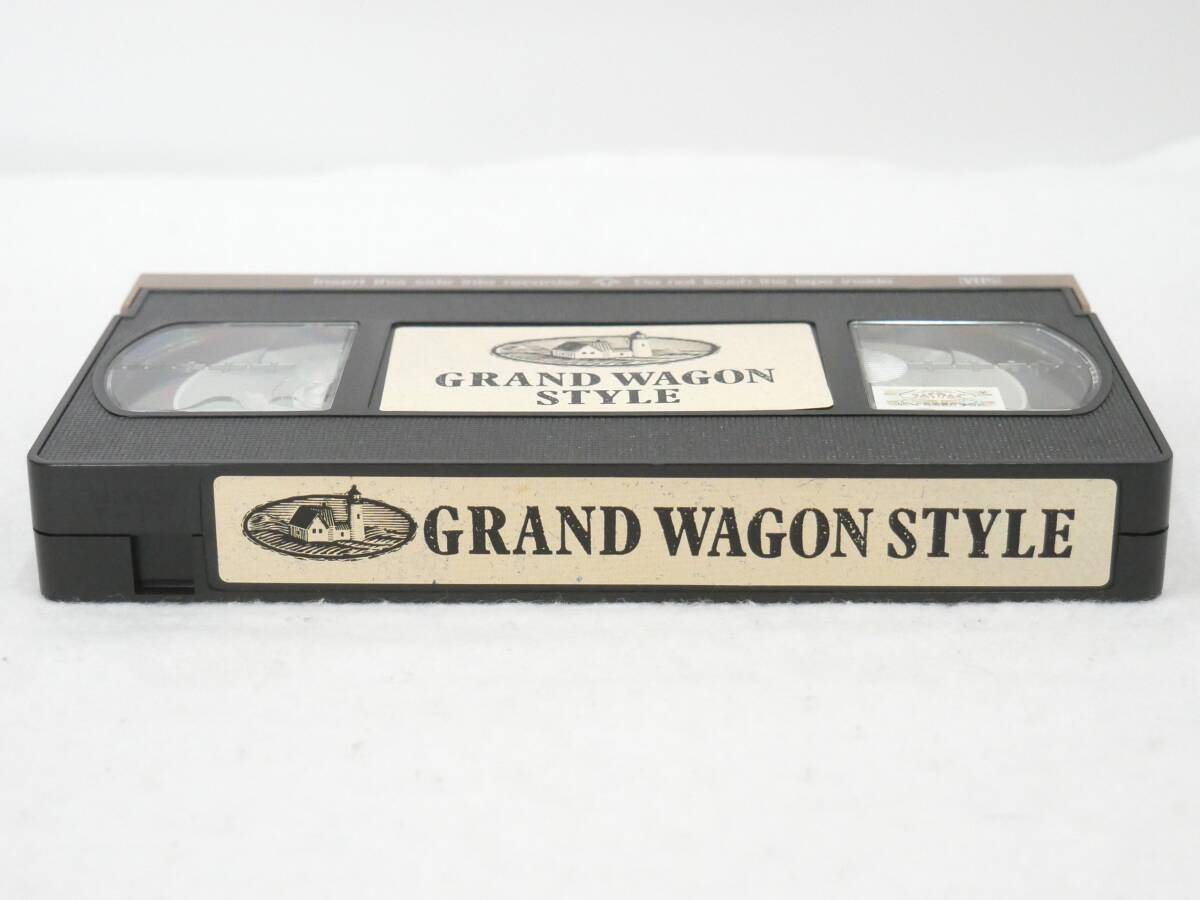 Insert this side into recorder Do not touch the tape inside VHS
GRAND WAGON
STYLE
GRAND WAGON STYLE